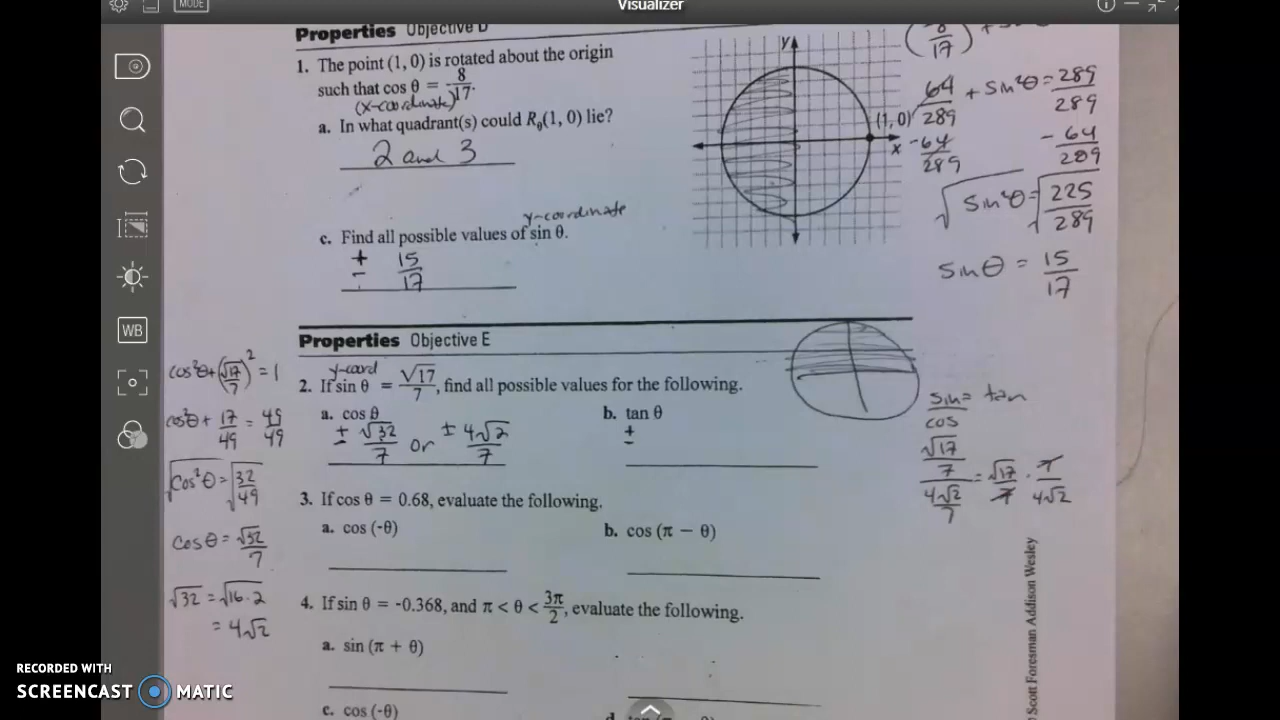 MODE
Visualizer
Properties Objective D
1. The point (1, 0) is rotated about the origin
such that cos θ = -8/17.
(x-coordinate)
a. In what quadrant(s) could Rθ(1, 0) lie?
2 and 3
y-coordinate
c. Find all possible values of sin θ.
± 15/17
y
(1, 0)
x
64/289 + sin²θ = 289/289
-64/289 -64/289
√sin²θ = √225/289
sin θ = 15/17
Properties Objective E
y-coord
2. If sin θ = √17/7, find all possible values for the following.
a. cos θ
± √32/7 or ± 4√2/7
b. tan θ
±
cos²θ + (√17/7)² = 1
cos²θ + 17/49 = 49/49
√cos²θ = √32/49
cos θ = √32/7
√32 = √16·2
= 4√2
sin/cos = tan
√17/7 / 4√2/7 = √17/7 · 7/4√2
3. If cos θ = 0.68, evaluate the following.
a. cos (-θ)
b. cos (π − θ)
4. If sin θ = -0.368, and π < θ < 3π/2, evaluate the following.
a. sin (π + θ)
c. cos (-θ)
Scott Foresman Addison Wesley
WB
RECORDED WITH
SCREENCAST MATIC